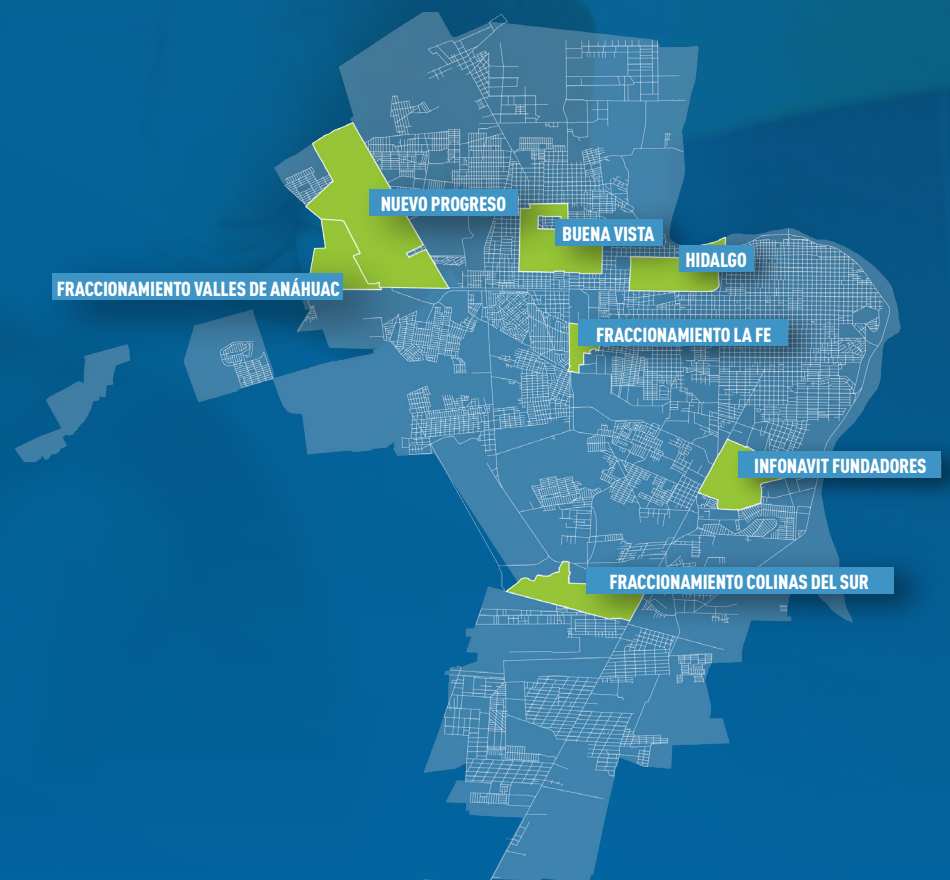 NUEVO PROGRESO
BUENA VISTA
HIDALGO
FRACCIONAMIENTO VALLES DE ANÁHUAC
FRACCIONAMIENTO LA FE
INFONAVIT FUNDADORES
FRACCIONAMIENTO COLINAS DEL SUR